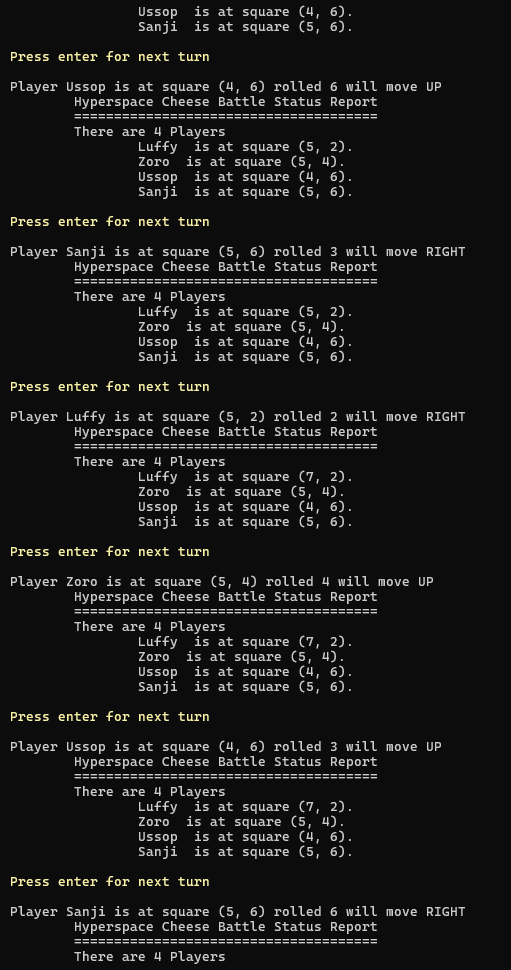 Ussop  is at square (4, 6).
Sanji  is at square (5, 6).
Press enter for next turn
Player Ussop is at square (4, 6) rolled 6 will move UP
Hyperspace Cheese Battle Status Report
======================================
There are 4 Players
Luffy  is at square (5, 2).
Zoro  is at square (5, 4).
Ussop  is at square (4, 6).
Sanji  is at square (5, 6).
Press enter for next turn
Player Sanji is at square (5, 6) rolled 3 will move RIGHT
Hyperspace Cheese Battle Status Report
======================================
There are 4 Players
Luffy  is at square (5, 2).
Zoro  is at square (5, 4).
Ussop  is at square (4, 6).
Sanji  is at square (5, 6).
Press enter for next turn
Player Luffy is at square (5, 2) rolled 2 will move RIGHT
Hyperspace Cheese Battle Status Report
======================================
There are 4 Players
Luffy  is at square (7, 2).
Zoro  is at square (5, 4).
Ussop  is at square (4, 6).
Sanji  is at square (5, 6).
Press enter for next turn
Player Zoro is at square (5, 4) rolled 4 will move UP
Hyperspace Cheese Battle Status Report
======================================
There are 4 Players
Luffy  is at square (7, 2).
Zoro  is at square (5, 4).
Ussop  is at square (4, 6).
Sanji  is at square (5, 6).
Press enter for next turn
Player Ussop is at square (4, 6) rolled 3 will move UP
Hyperspace Cheese Battle Status Report
======================================
There are 4 Players
Luffy  is at square (7, 2).
Zoro  is at square (5, 4).
Ussop  is at square (4, 6).
Sanji  is at square (5, 6).
Press enter for next turn
Player Sanji is at square (5, 6) rolled 6 will move RIGHT
Hyperspace Cheese Battle Status Report
======================================
There are 4 Players